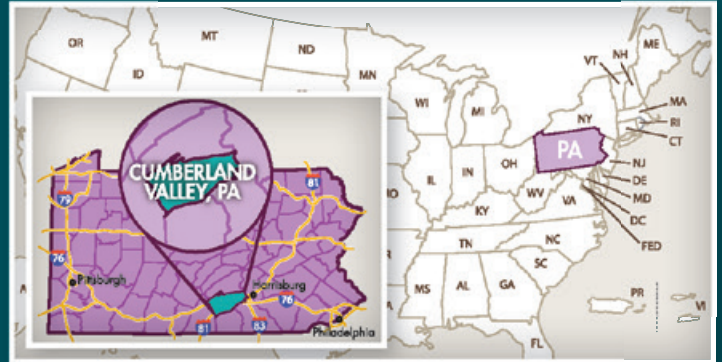 OR
MT
ND
ID
MN
WI
MI
NY
VT
NH
ME
MA
RI
CT
NJ
DE
MD
DC
FED
PA
OH
IN
IL
WV
VA
KY
TN
NC
SC
MS
AL
GA
FL
PR
VI
CUMBERLAND
VALLEY, PA
79
81
76
Pittsburgh
Harrisburg
76
81
83
Philadelphia